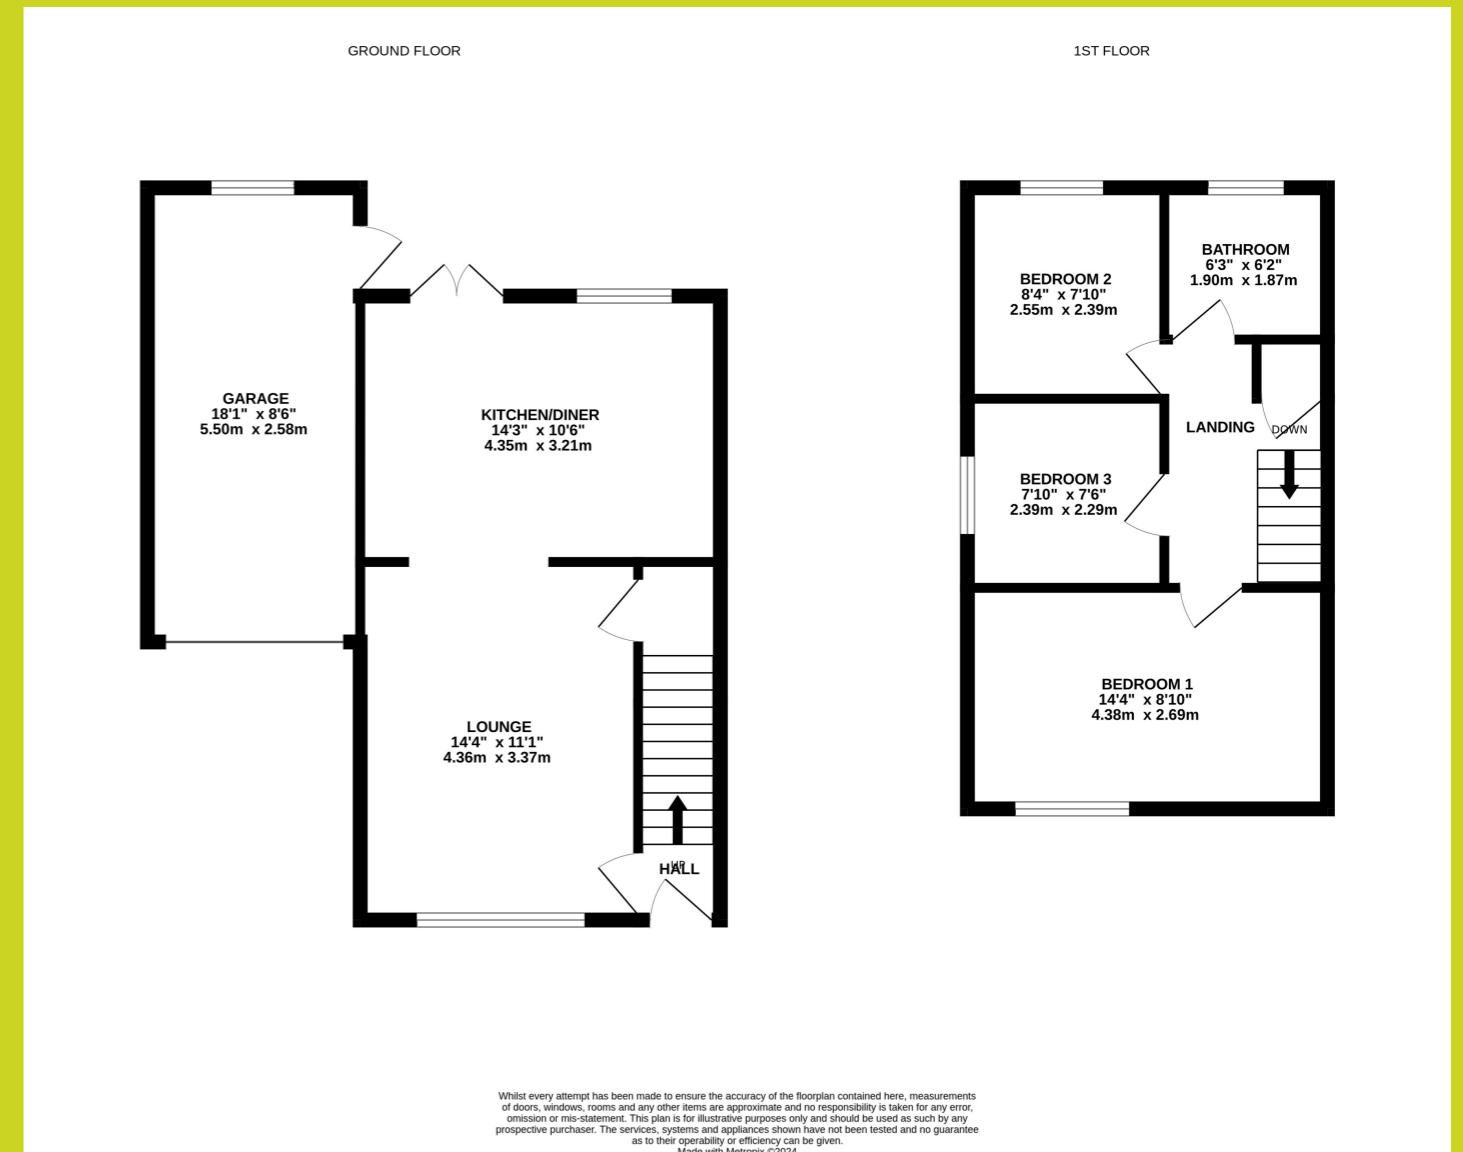 GROUND FLOOR
1ST FLOOR
GARAGE
18'1" x 8'6"
5.50m x 2.58m
KITCHEN/DINER
14'3" x 10'6"
4.35m x 3.21m
LOUNGE
14'4" x 11'1"
4.36m x 3.37m
UP
HALL
BEDROOM 2
8'4" x 7'10"
2.55m x 2.39m
BATHROOM
6'3" x 6'2"
1.90m x 1.87m
LANDING
DOWN
BEDROOM 3
7'10" x 7'6"
2.39m x 2.29m
BEDROOM 1
14'4" x 8'10"
4.38m x 2.69m
Whilst every attempt has been made to ensure the accuracy of the floorplan contained here, measurements
of doors, windows, rooms and any other items are approximate and no responsibility is taken for any error,
omission or mis-statement. This plan is for illustrative purposes only and should be used as such by any
prospective purchaser. The services, systems and appliances shown have not been tested and no guarantee
as to their operability or efficiency can be given.
Made with Metropix ©2024